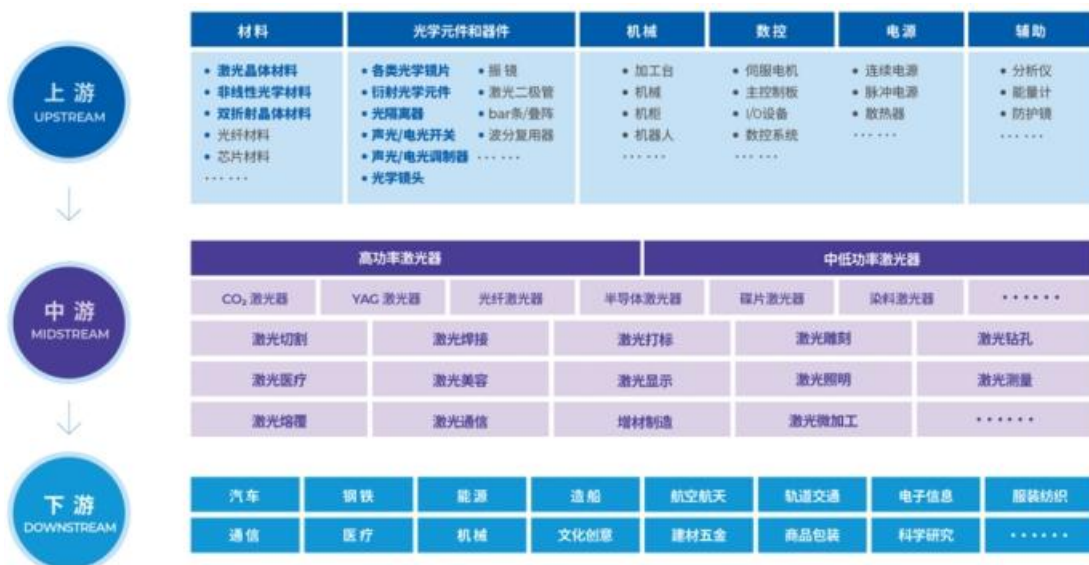 材料 光学元件和器件 机械 数控 电源 辅助
上游
UPSTREAM
• 激光晶体材料
• 非线性光学材料
• 双折射晶体材料
• 光纤材料
• 芯片材料
······
• 各类光学镜片
• 衍射光学元件
• 光隔离器
• 声光/电光开关
• 声光/电光调制器
• 光学镜头
• 振镜
• 激光二极管
• bar条/叠阵
• 波分复用器
······
• 加工台
• 机械
• 机柜
• 机器人
······
• 伺服电机
• 主控制板
• I/O设备
• 数控系统
······
• 连续电源
• 脉冲电源
• 散热器
······
• 分析仪
• 能量计
• 防护镜
······
中游
MIDSTREAM
高功率激光器 中低功率激光器
CO₂ 激光器 YAG 激光器 光纤激光器 半导体激光器 碟片激光器 染料激光器 ······
激光切割 激光焊接 激光打标 激光雕刻 激光钻孔
激光医疗 激光美容 激光显示 激光照明 激光测量
激光熔覆 激光通信 增材制造 激光微加工 ······
下游
DOWNSTREAM
汽车 钢铁 能源 造船 航空航天 轨道交通 电子信息 服装纺织
通信 医疗 机械 文化创意 建材五金 商品包装 科学研究 ······